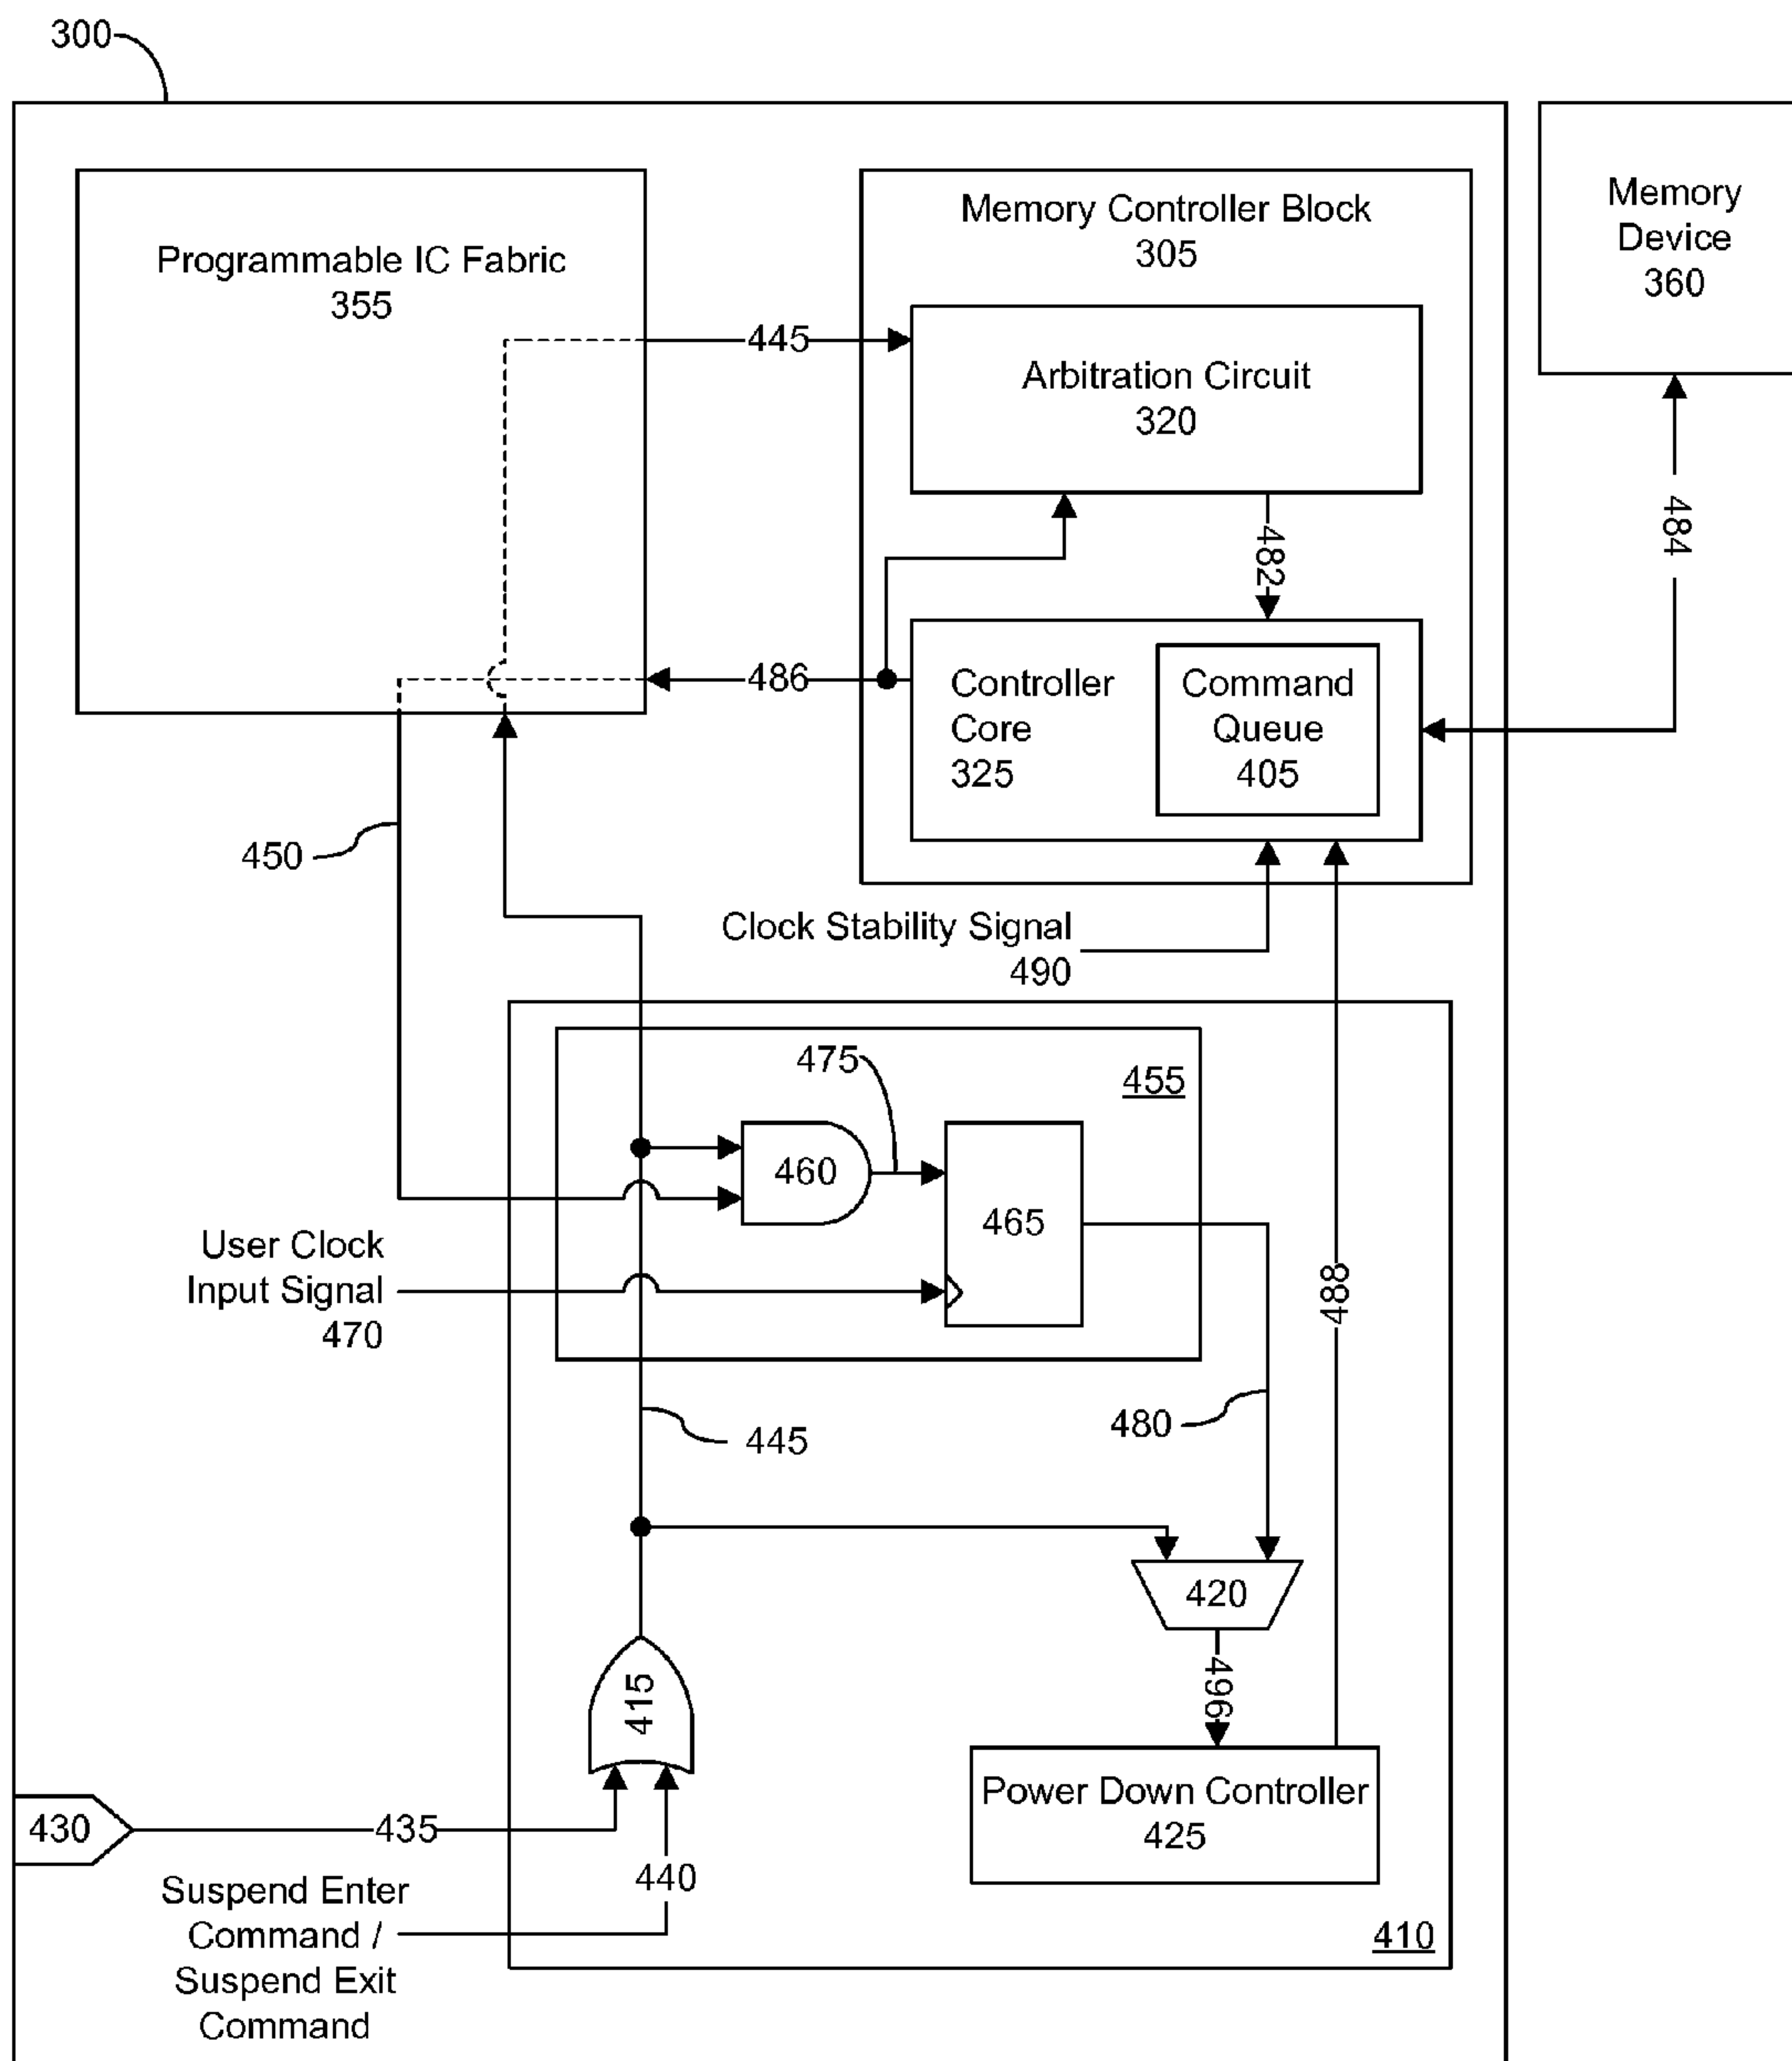 300
Programmable IC Fabric
355
Memory Controller Block
305
Memory
Device
360
445
Arbitration Circuit
320
482
484
486
Controller
Core
325
Command
Queue
405
450
Clock Stability Signal
490
475
455
460
465
User Clock
Input Signal
470
488
445
480
420
415
496
Power Down Controller
425
430
435
440
Suspend Enter
Command /
Suspend Exit
Command
410